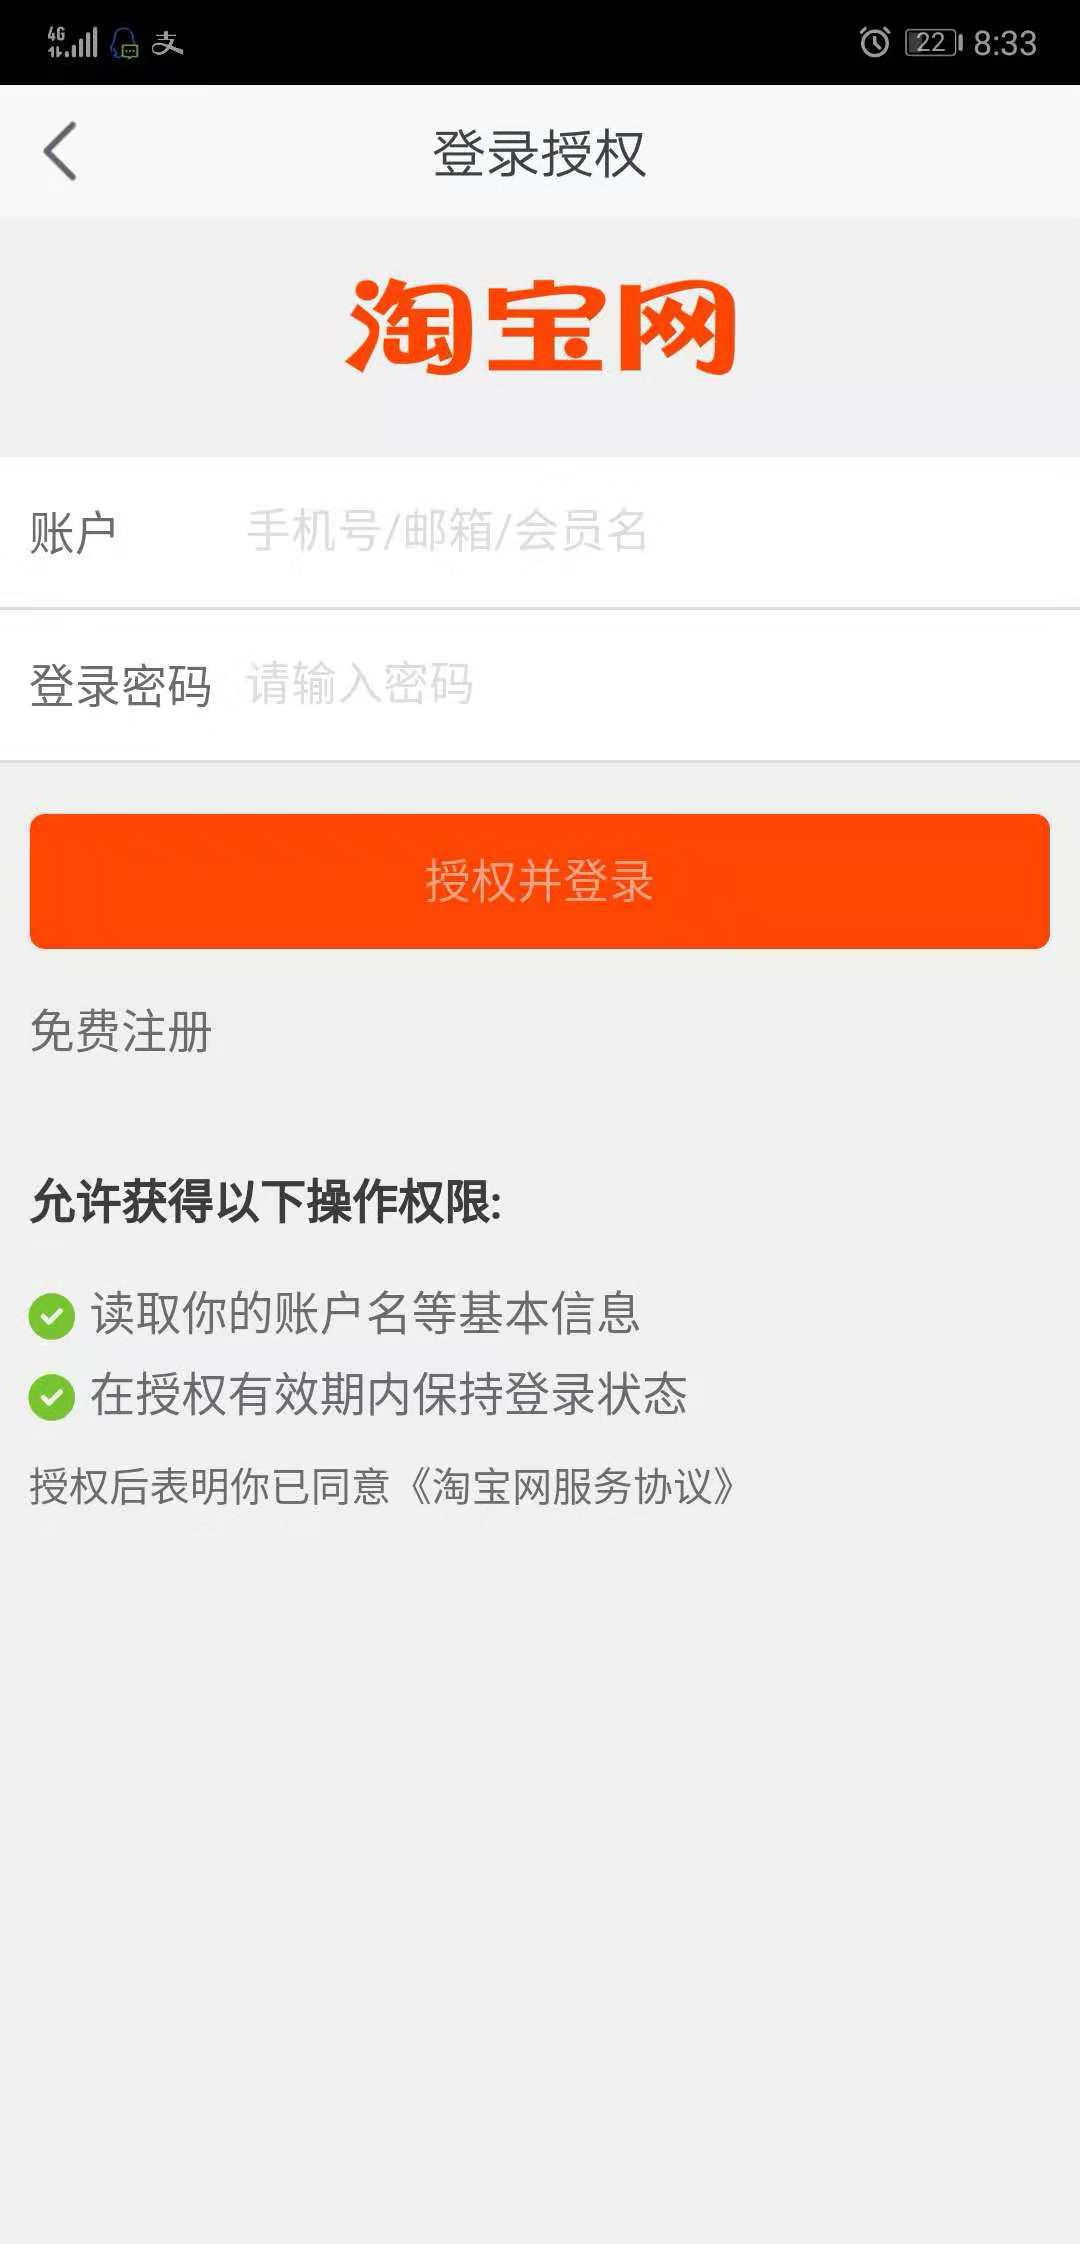 4G 22 8:33
登录授权
淘宝网
账户 手机号/邮箱/会员名
登录密码 请输入密码
授权并登录
免费注册
允许获得以下操作权限:
读取你的账户名等基本信息
在授权有效期内保持登录状态
授权后表明你已同意《淘宝网服务协议》